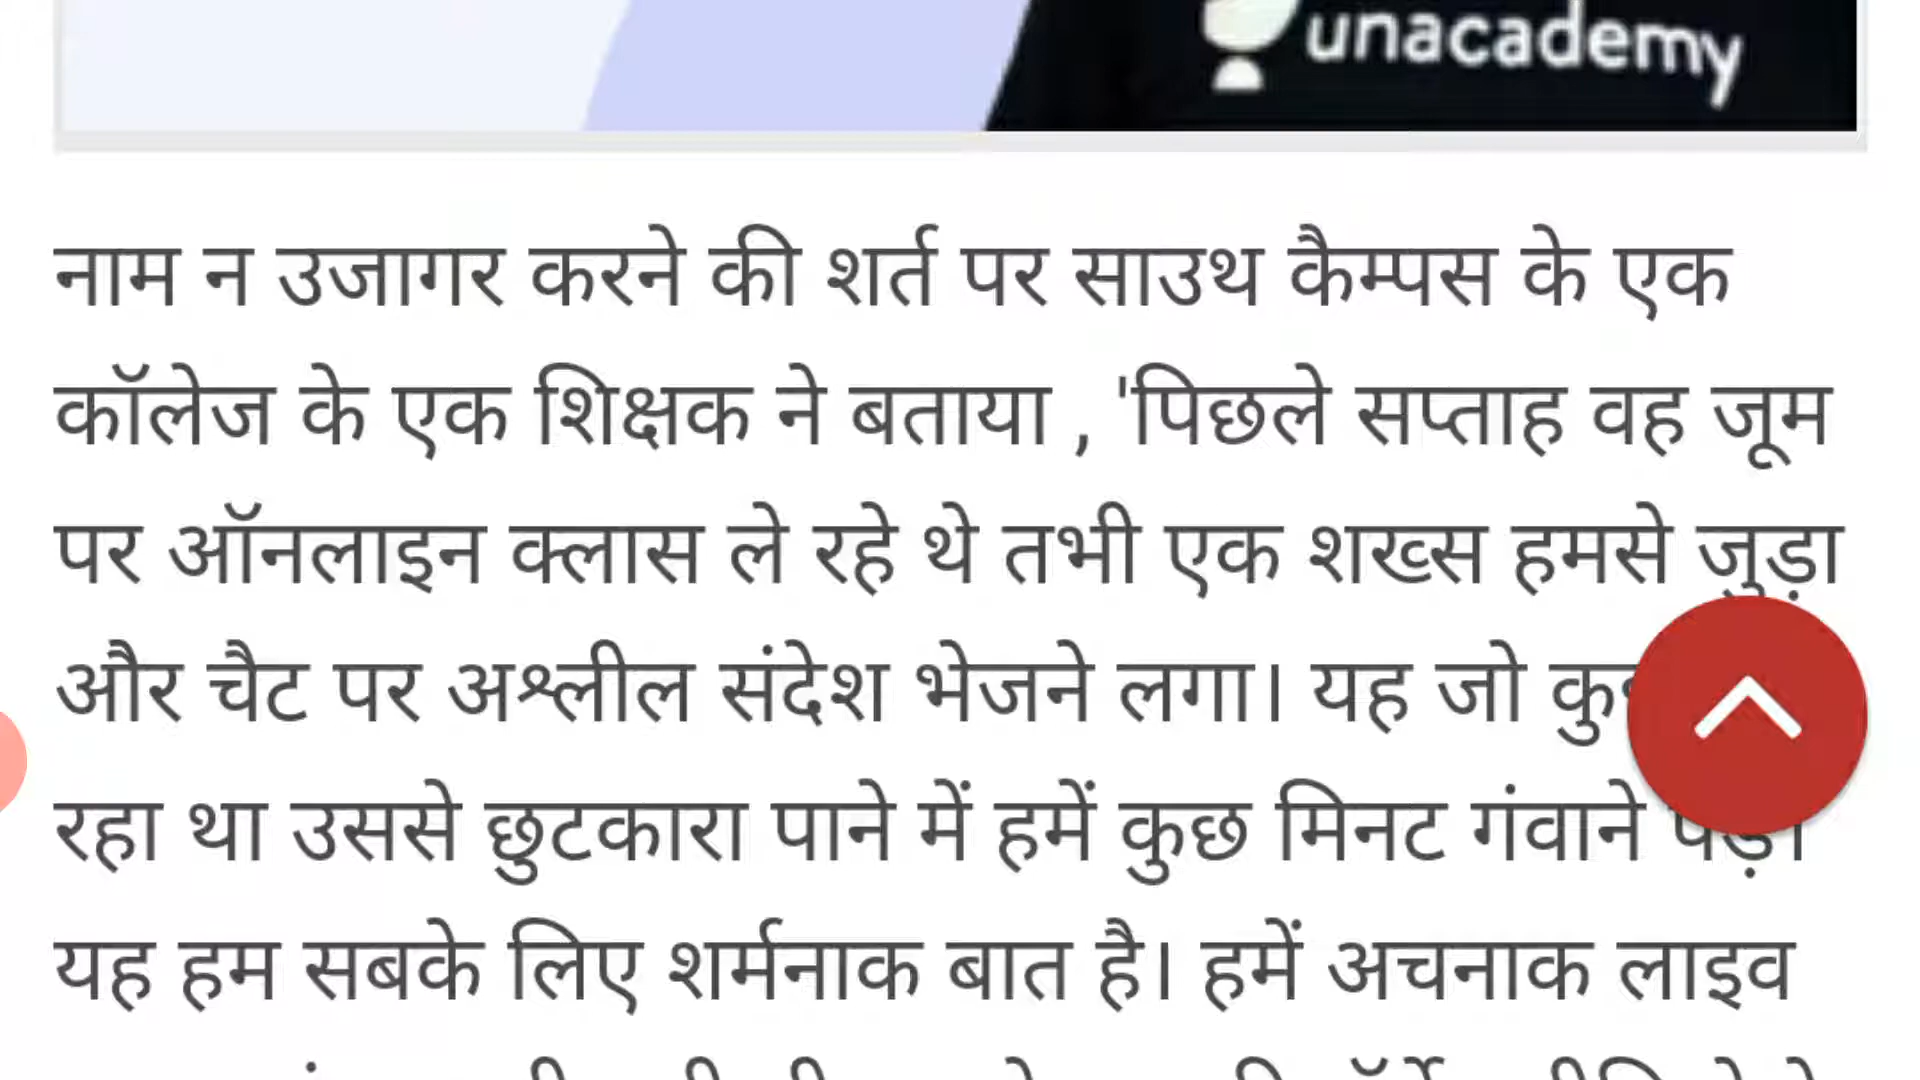 unacademy
नाम न उजागर करने की शर्त पर साउथ कैम्पस के एक
कॉलेज के एक शिक्षक ने बताया , 'पिछले सप्ताह वह जूम
पर ऑनलाइन क्लास ले रहे थे तभी एक शख्स हमसे जुड़ा
और चैट पर अश्लील संदेश भेजने लगा। यह जो
रहा था उससे छुटकारा पाने में हमें कुछ मिनट गंवाने
यह हम सबके लिए शर्मनाक बात है। हमें अचनाक लाइव